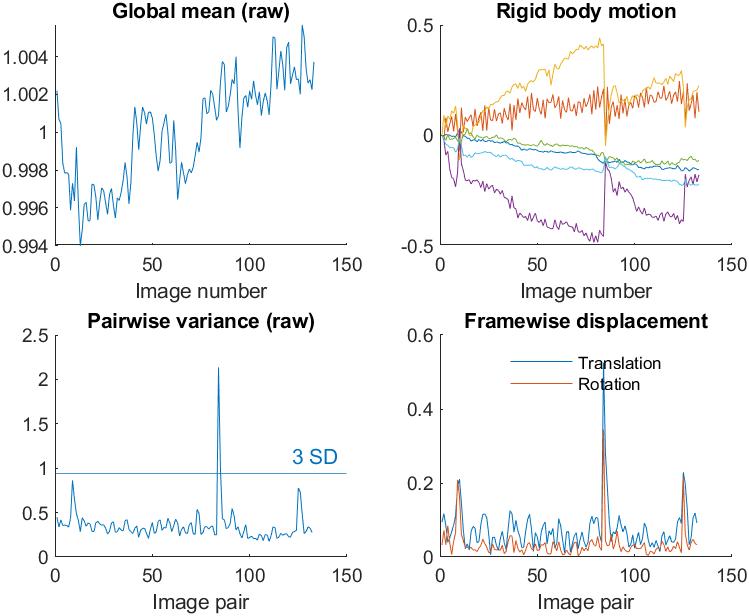 Global mean (raw)
1.004
1.002
1
0.998
0.996
0.994
0 50 100 150
Image number
Rigid body motion
0.5
0
-0.5
0 50 100 150
Image number
Pairwise variance (raw)
2.5
2
1.5
1
0.5
0
3 SD
0 50 100 150
Image pair
Framewise displacement
0.6
0.4
0.2
0
Translation
Rotation
0 50 100 150
Image pair